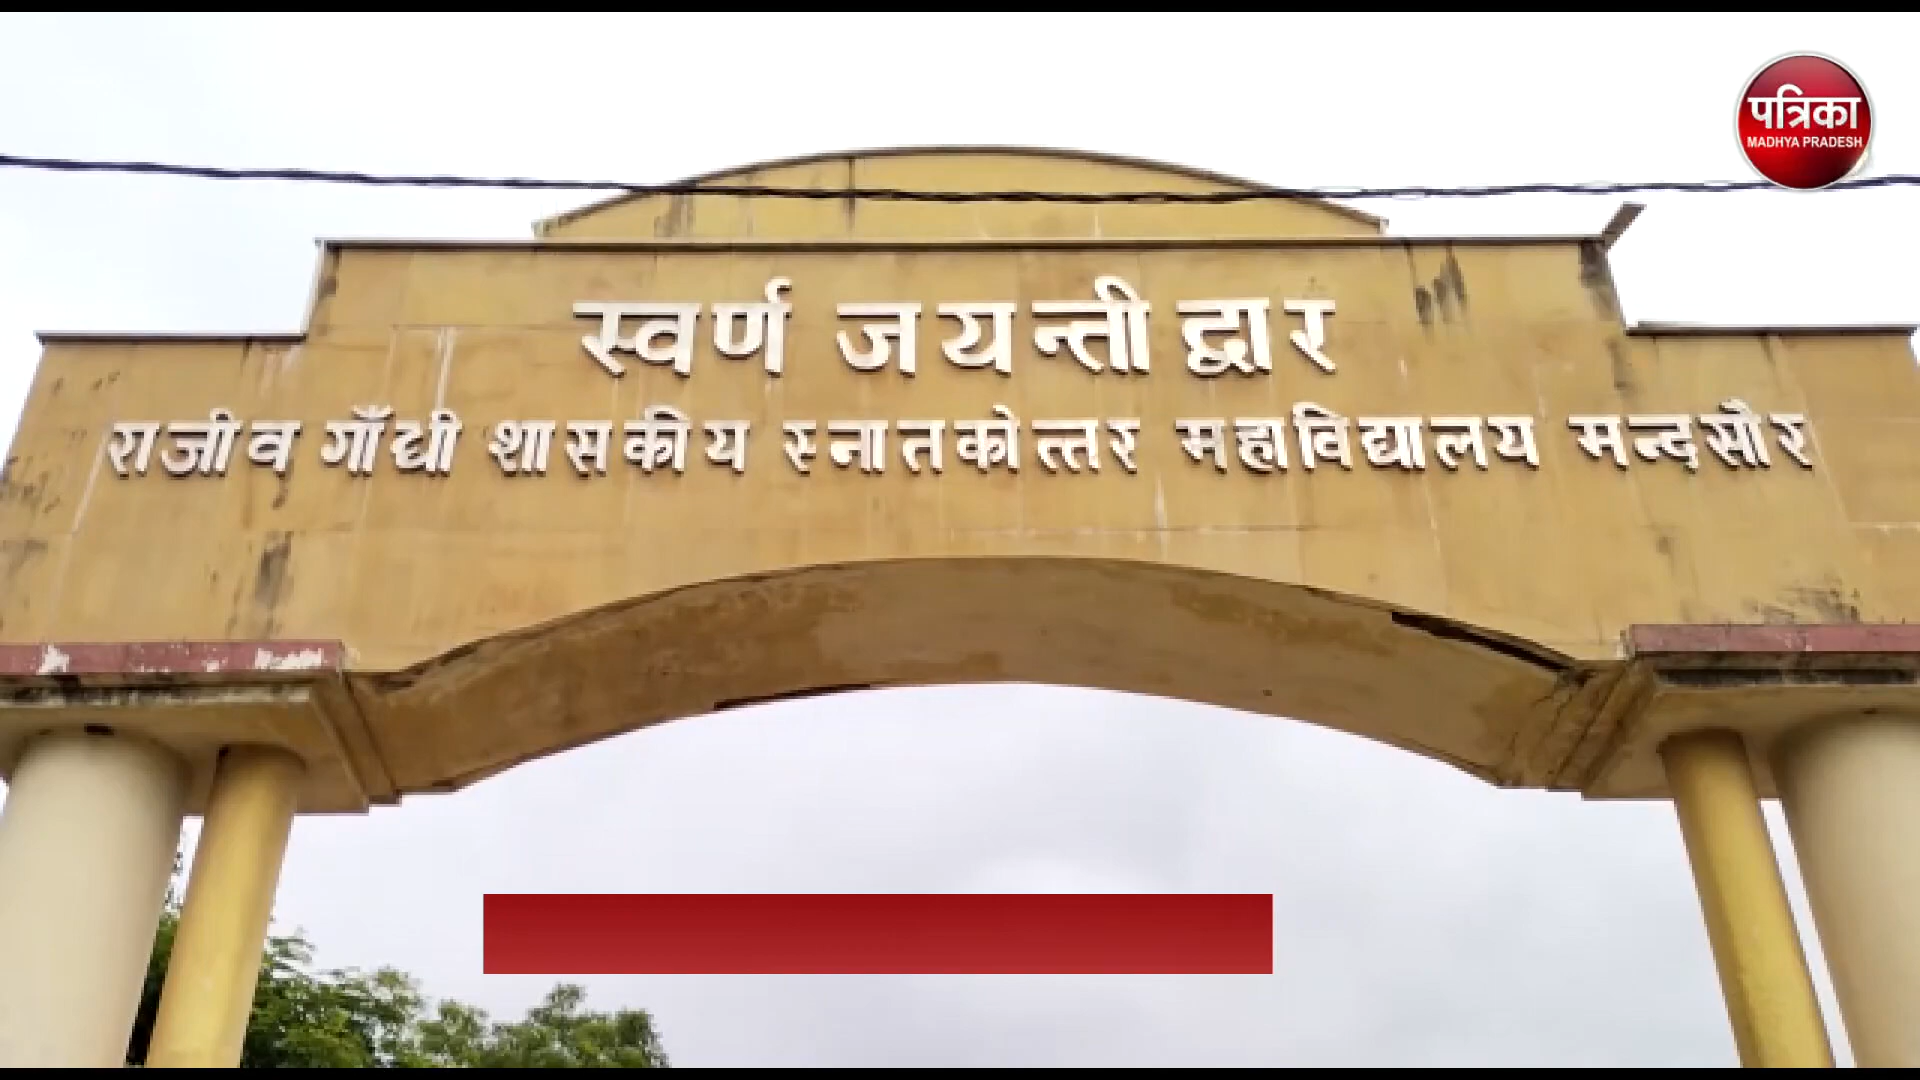 पत्रिका
MADHYA PRADESH
स्वर्ण जयन्ती द्वार
राजीव गाँधी शासकीय स्नातकोत्तर महाविद्यालय मन्दसौर